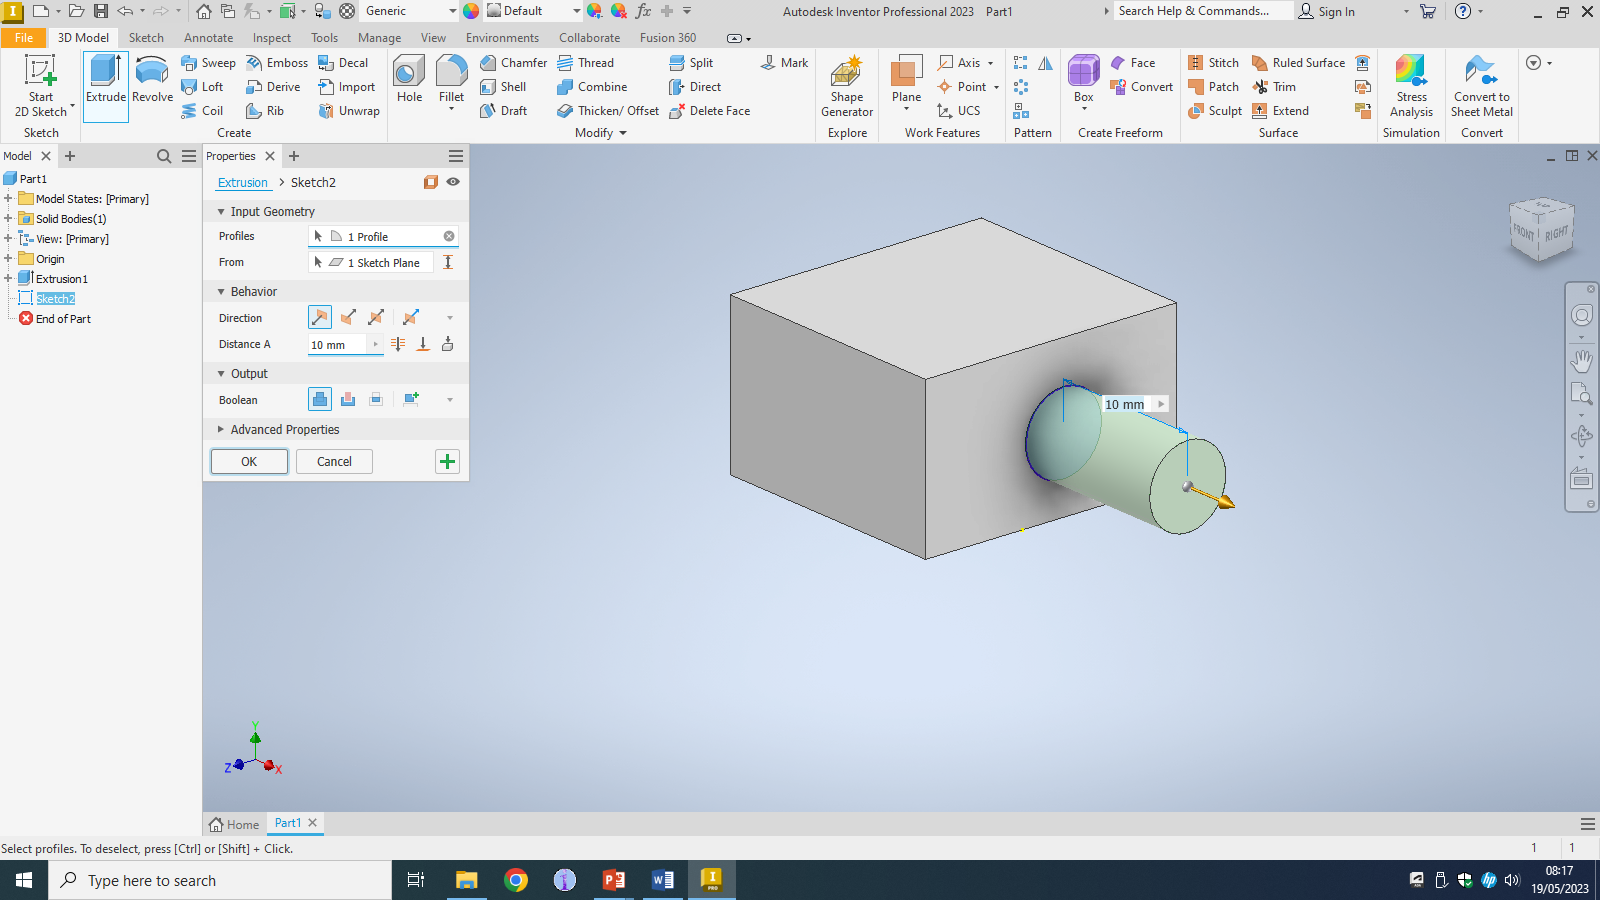 Generic
Default
Autodesk Inventor Professional 2023 Part1
Search Help & Commands...
Sign In
File 3D Model Sketch Annotate Inspect Tools Manage View Environments Collaborate Fusion 360
Start
2D Sketch
Sketch
Extrude
Revolve
Sweep
Loft
Coil
Emboss
Derive
Rib
Decal
Import
Unwrap
Create
Hole
Fillet
Chamfer
Shell
Draft
Thread
Combine
Thicken/ Offset
Split
Direct
Delete Face
Mark
Modify
Shape
Generator
Explore
Plane
Axis
Point
UCS
Work Features
Pattern
Box
Face
Convert
Create Freeform
Stitch
Patch
Sculpt
Ruled Surface
Trim
Extend
Surface
Stress
Analysis
Simulation
Convert to
Sheet Metal
Convert
Model
Part1
Model States: [Primary]
Solid Bodies(1)
View: [Primary]
Origin
Extrusion1
Sketch2
End of Part
Properties
Extrusion > Sketch2
Input Geometry
Profiles 1 Profile
From 1 Sketch Plane
Behavior
Direction
Distance A 10 mm
Output
Boolean
Advanced Properties
OK Cancel
10 mm
FRONT RIGHT
Y
Z X
Home Part1
Select profiles. To deselect, press [Ctrl] or [Shift] + Click.
1 1
Type here to search
08:17
19/05/2023